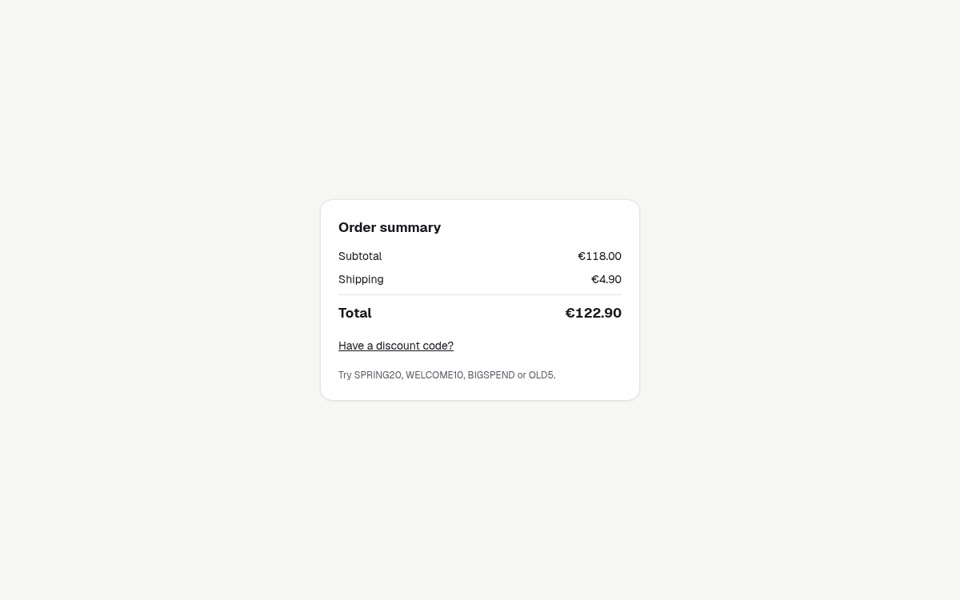 Order summary
Subtotal €118.00
Shipping €4.90
Total €122.90
Have a discount code?
Try SPRING20, WELCOME10, BIGSPEND or OLD5.